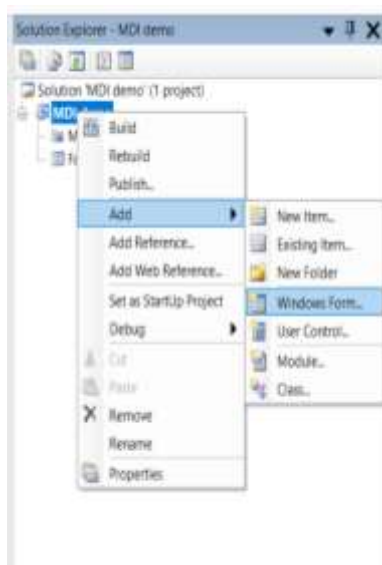 Solution Explorer - MDI demo
Solution 'MDI demo' (1 project)
MDI
M
Build
Rebuild
Publish...
Add
Add Reference...
Add Web Reference...
Set as StartUp Project
Debug
Cut
Paste
Remove
Rename
Properties
New Item...
Existing Item...
New Folder
Windows Form...
User Control...
Module...
Class...